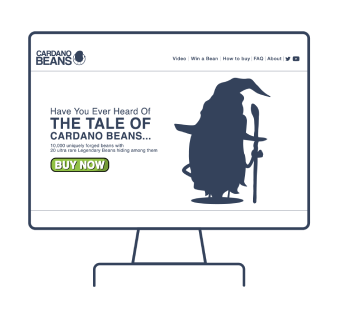 CARDANO
BEANS
Video | Win a Bean | How to buy | FAQ | About |
Have You Ever Heard Of
THE TALE OF
CARDANO BEANS...
10,000 uniquely forged beans with
20 ultra rare Legendary Beans hiding among them
BUY NOW